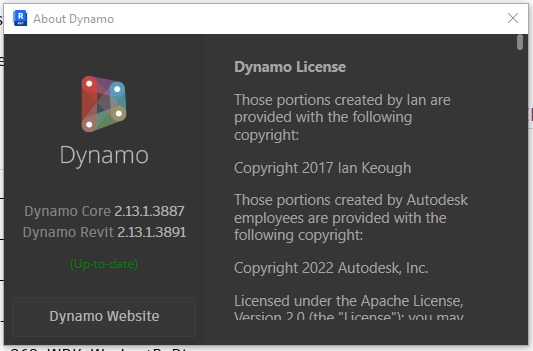 About Dynamo
Dynamo
Dynamo Core 2.13.1.3887
Dynamo Revit 2.13.1.3891
(Up-to-date)
Dynamo Website
Dynamo License
Those portions created by Ian are
provided with the following
copyright:
Copyright 2017 Ian Keough
Those portions created by Autodesk
employees are provided with the
following copyright:
Copyright 2022 Autodesk, Inc.
Licensed under the Apache License,
Version 2.0 (the "License"); you may